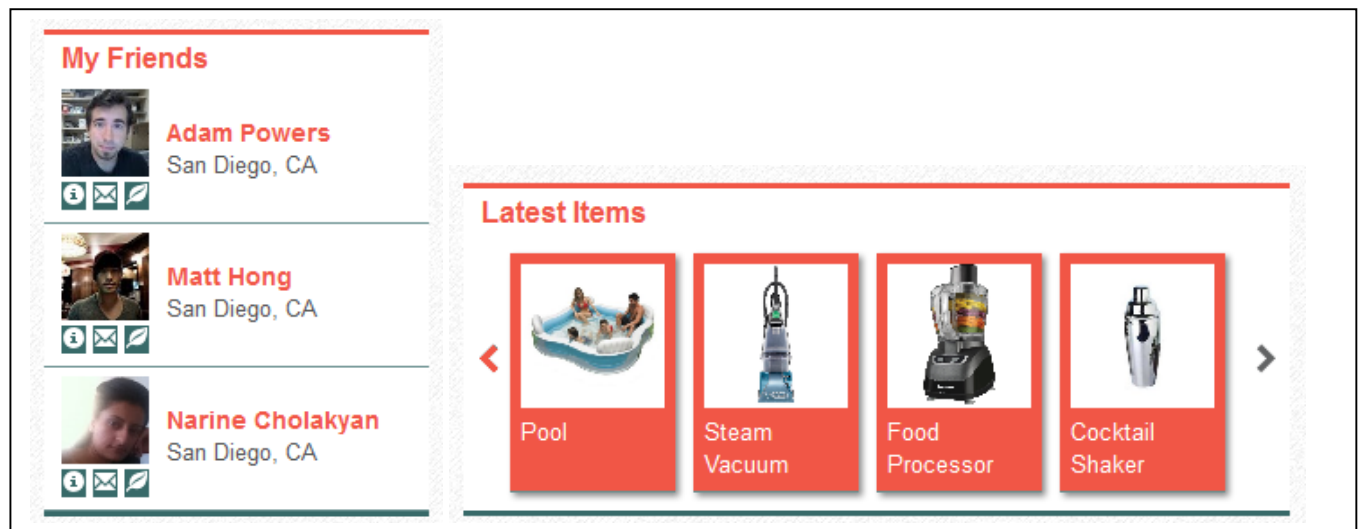 My Friends
Adam Powers
San Diego, CA
Matt Hong
San Diego, CA
Narine Cholakyan
San Diego, CA
Latest Items
Pool
Steam
Vacuum
Food
Processor
Cocktail
Shaker